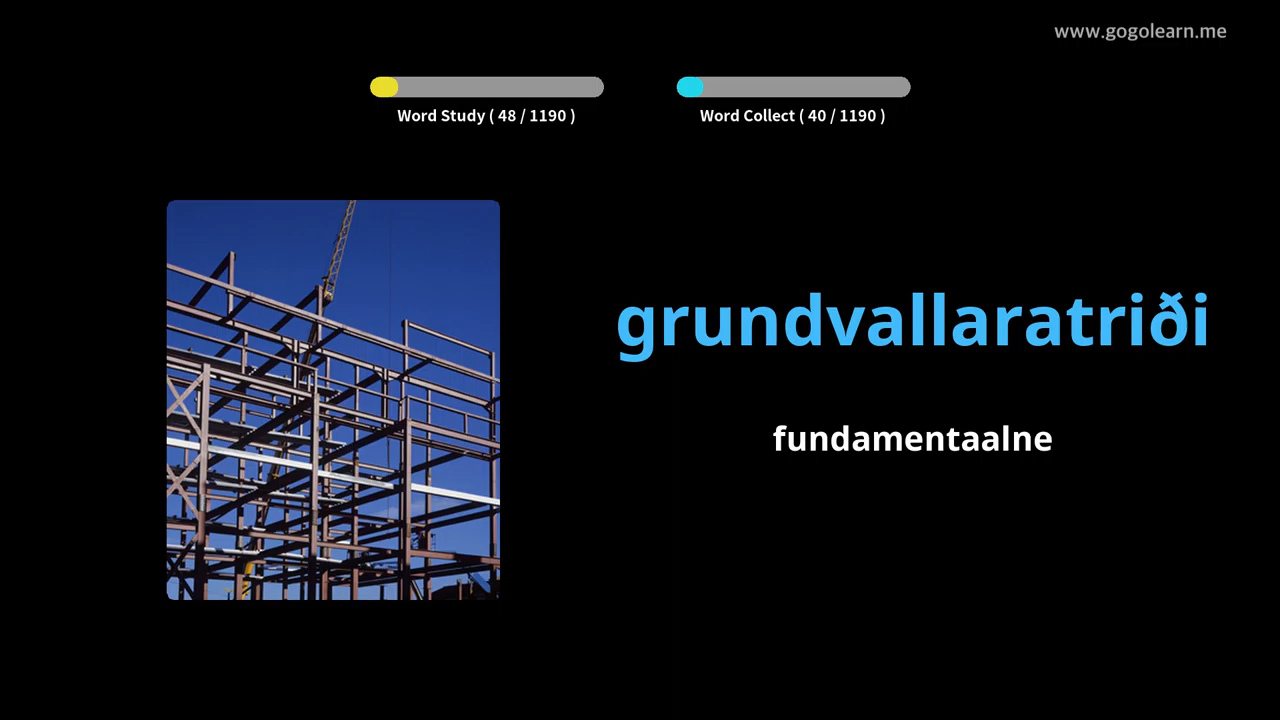 www.gogolearn.me
Word Study ( 48 / 1190 )
Word Collect ( 40 / 1190 )
grundvallaratriði
fundamentaalne